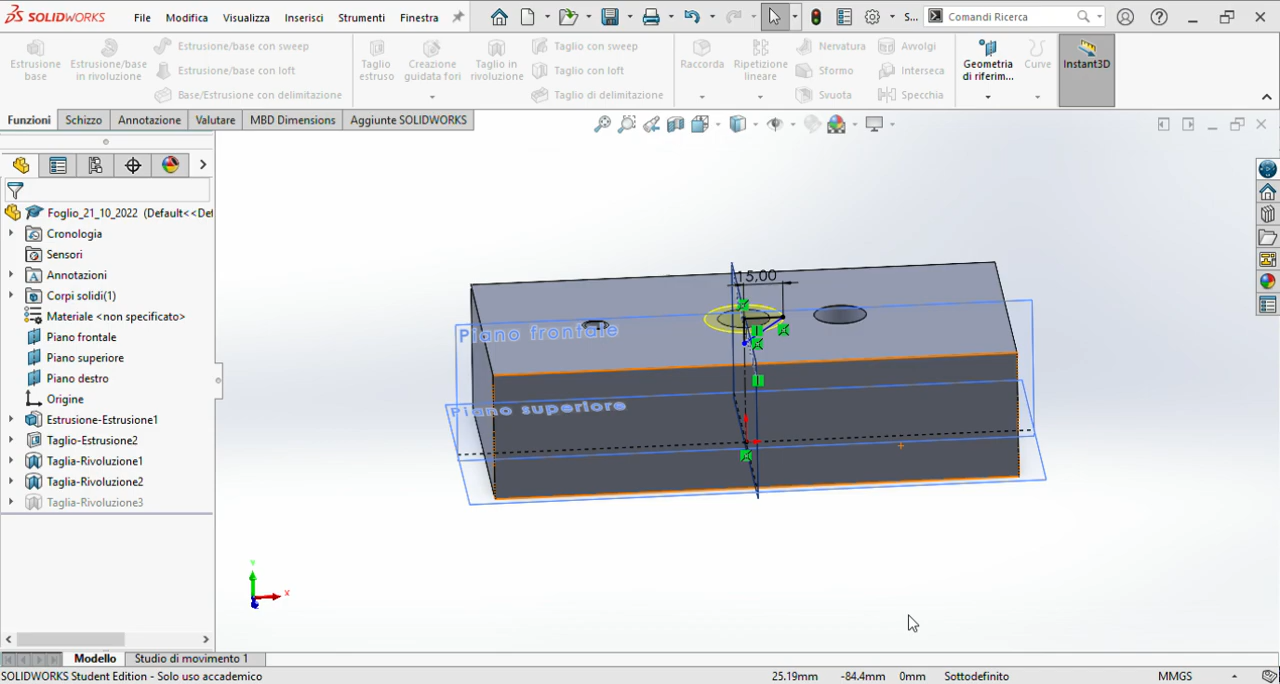 SOLIDWORKS File Modifica Visualizza Inserisci Strumenti Finestra S... Comandi Ricerca
Estrusione base
Estrusione/base in rivoluzione
Estrusione/base con sweep
Estrusione/base con loft
Base/Estrusione con delimitazione
Taglio estruso
Creazione guidata fori
Taglio in rivoluzione
Taglio con sweep
Taglio con loft
Taglio di delimitazione
Raccorda
Ripetizione lineare
Nervatura
Sformo
Svuota
Avvolgi
Interseca
Specchia
Geometria di riferim...
Curve
Instant3D
Funzioni Schizzo Annotazione Valutare MBD Dimensions Aggiunte SOLIDWORKS
Foglio_21_10_2022 (Default<<Def
Cronologia
Sensori
Annotazioni
Corpi solidi(1)
Materiale <non specificato>
Piano frontale
Piano superiore
Piano destro
Origine
Estrusione-Estrusione1
Taglio-Estrusione2
Taglia-Rivoluzione1
Taglia-Rivoluzione2
Taglia-Rivoluzione3
15,00
Piano frontale
Piano superiore
Y
X
Modello Studio di movimento 1
SOLIDWORKS Student Edition - Solo uso accademico 25.19mm -84.4mm 0mm Sottodefinito MMGS